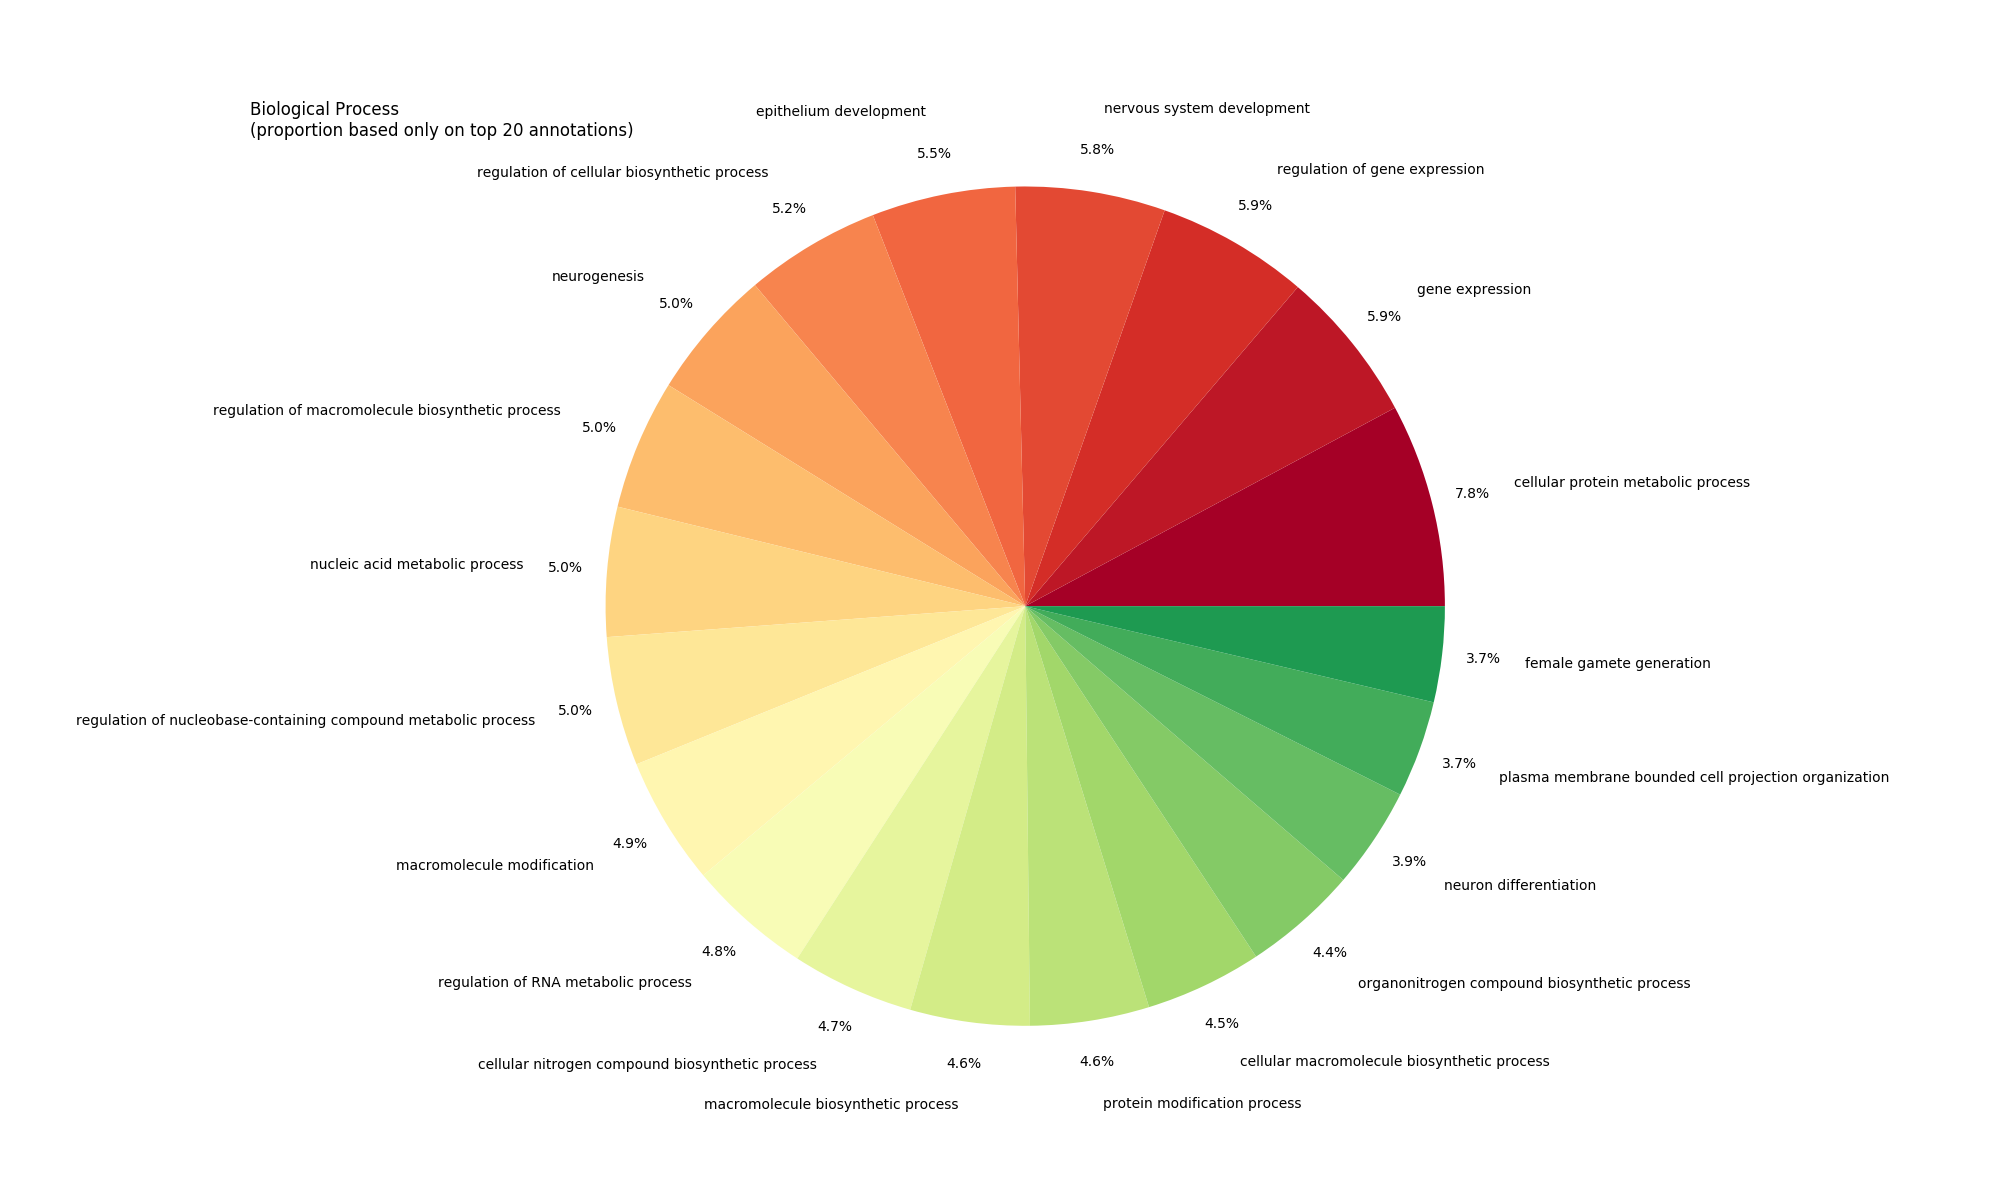 Biological Process
(proportion based only on top 20 annotations)
nervous system development
5.8%
epithelium development
5.5%
regulation of gene expression
5.9%
regulation of cellular biosynthetic process
5.2%
gene expression
5.9%
neurogenesis
5.0%
regulation of macromolecule biosynthetic process
5.0%
cellular protein metabolic process
7.8%
nucleic acid metabolic process
5.0%
female gamete generation
3.7%
regulation of nucleobase-containing compound metabolic process
5.0%
plasma membrane bounded cell projection organization
3.7%
macromolecule modification
4.9%
neuron differentiation
3.9%
regulation of RNA metabolic process
4.8%
organonitrogen compound biosynthetic process
4.4%
cellular nitrogen compound biosynthetic process
4.7%
cellular macromolecule biosynthetic process
4.5%
macromolecule biosynthetic process
4.6%
protein modification process
4.6%